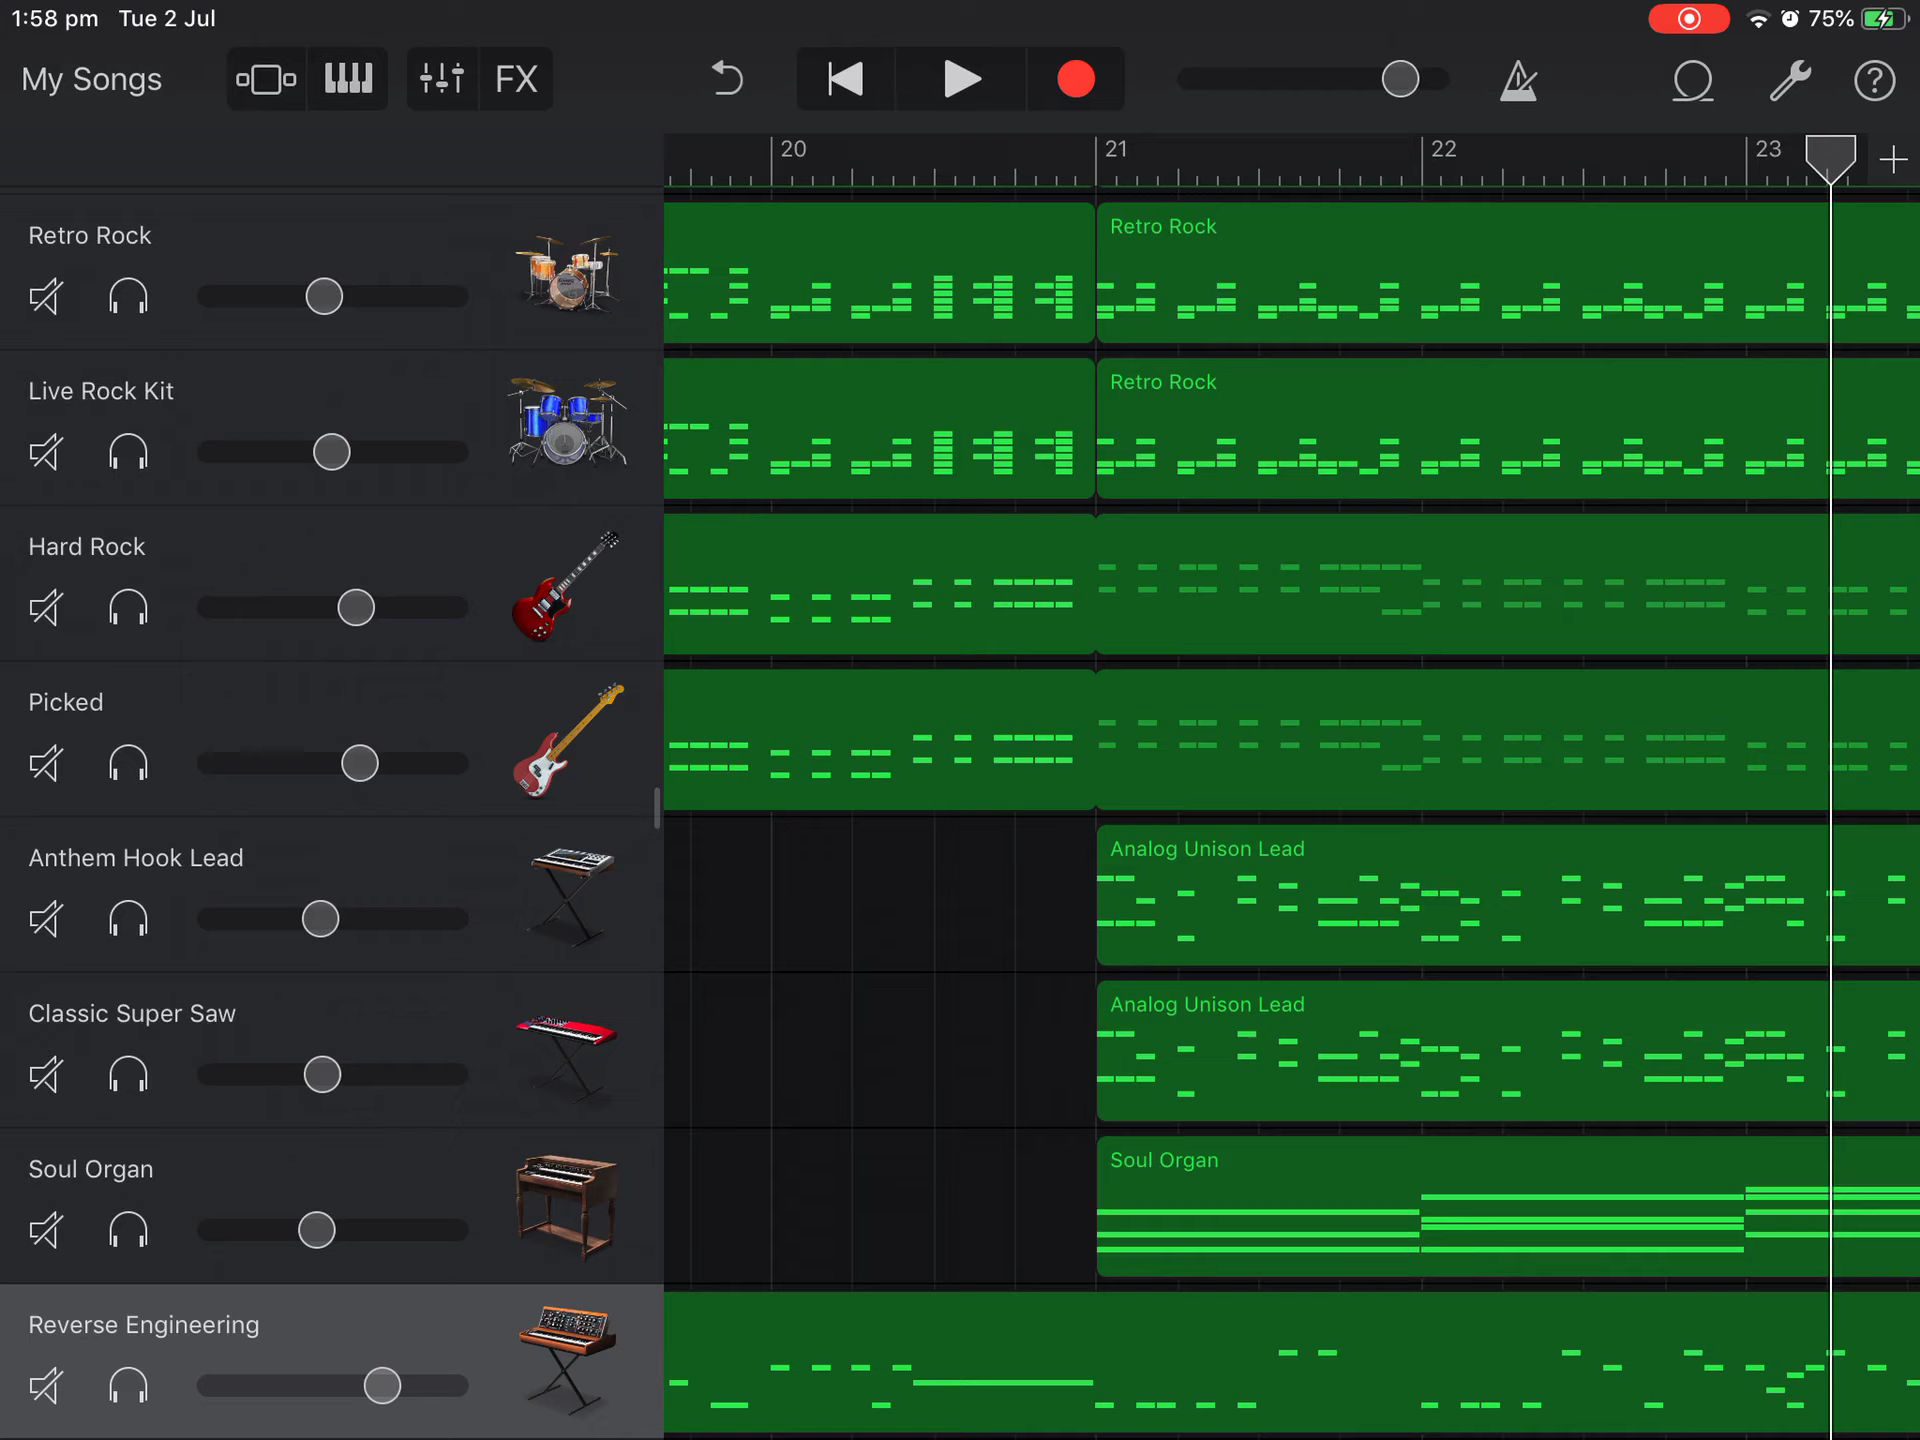 1:58 pm Tue 2 Jul
75%
My Songs
FX
20
21
22
23
Retro Rock
Retro Rock
Live Rock Kit
Retro Rock
Hard Rock
Picked
Anthem Hook Lead
Analog Unison Lead
Classic Super Saw
Analog Unison Lead
Soul Organ
Soul Organ
Reverse Engineering